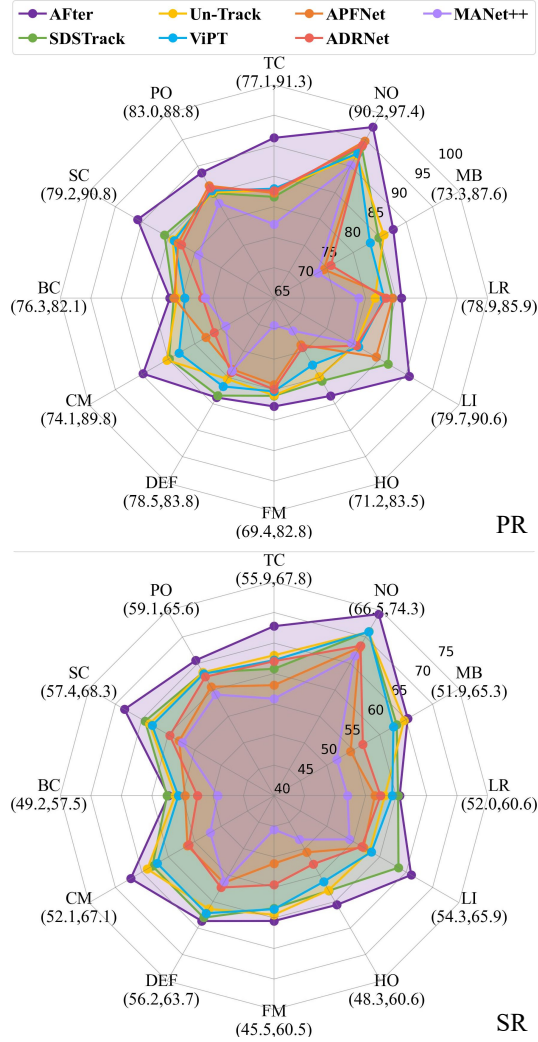 AFter Un-Track APFNet MANet++
SDSTrack ViPT ADRNet
TC
(77.1,91.3)
PO
(83.0,88.8)
NO
(90.2,97.4)
SC
(79.2,90.8)
MB
(73.3,87.6)
BC
(76.3,82.1)
LR
(78.9,85.9)
CM
(74.1,89.8)
LI
(79.7,90.6)
DEF
(78.5,83.8)
HO
(71.2,83.5)
FM
(69.4,82.8)
65
70
75
80
85
90
95
100
PR
TC
(55.9,67.8)
PO
(59.1,65.6)
NO
(66.5,74.3)
SC
(57.4,68.3)
MB
(51.9,65.3)
BC
(49.2,57.5)
LR
(52.0,60.6)
CM
(52.1,67.1)
LI
(54.3,65.9)
DEF
(56.2,63.7)
HO
(48.3,60.6)
FM
(45.5,60.5)
40
45
50
55
60
65
70
75
SR